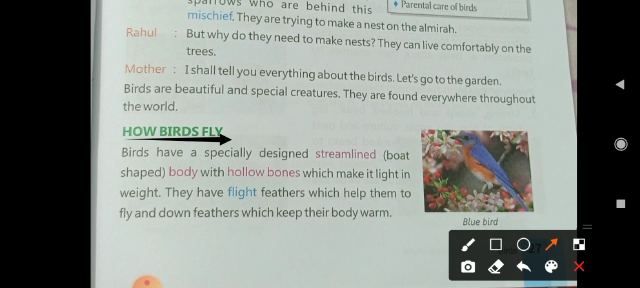 sparrows who are behind this
♦ Parental care of birds
mischief. They are trying to make a nest on the almirah.
Rahul : But why do they need to make nests? They can live comfortably on the
trees.
Mother : I shall tell you everything about the birds. Let's go to the garden.
Birds are beautiful and special creatures. They are found everywhere throughout
the world.
HOW BIRDS FLY
Birds have a specially designed streamlined (boat
shaped) body with hollow bones which make it light in
weight. They have flight feathers which help them to
fly and down feathers which keep their body warm.
Blue bird